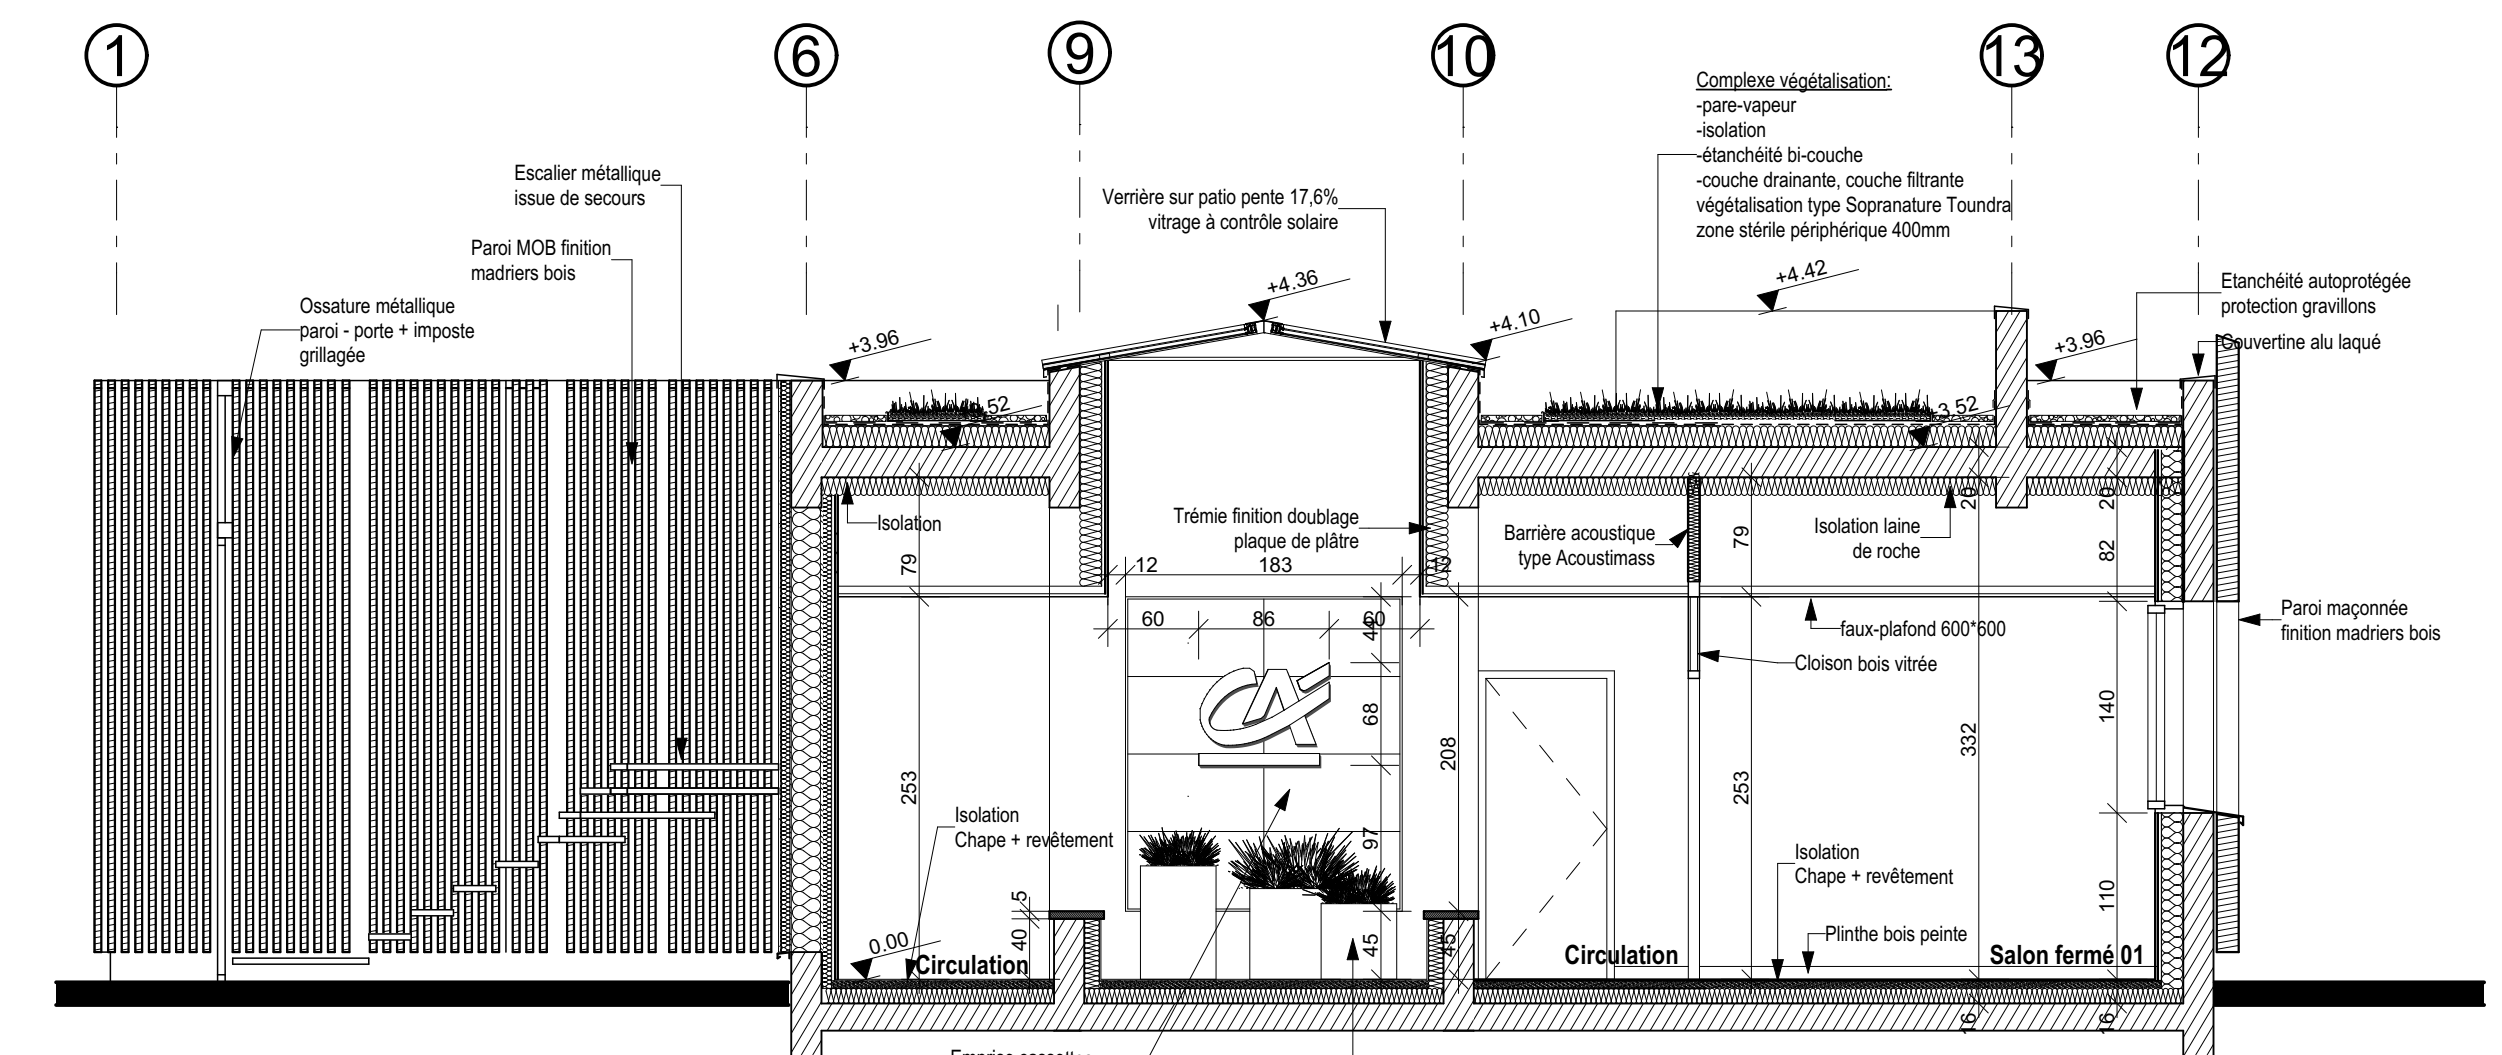 1
6
9
10
13
12
Complexe végétalisation:
-pare-vapeur
-isolation
-étanchéité bi-couche
-couche drainante, couche filtrante
végétalisation type Sopranature Toundra
zone stérile périphérique 400mm
Escalier métallique
issue de secours
Verrière sur patio pente 17,6%
vitrage à contrôle solaire
Paroi MOB finition
madriers bois
Ossature métallique
paroi - porte + imposte
grillagée
+4.36
+4.42
Etanchéité autoprotégée
protection gravillons
+3.96
+4.10
+3.96
Couvertine alu laqué
+3.52
Isolation
Trémie finition doublage
plaque de plâtre
Barrière acoustique
type Acoustimass
Isolation laine
de roche
20
20
79
79
82
12
183
12
60
86
60
44
faux-plafond 600*600
Cloison bois vitrée
Paroi maçonnée
finition madriers bois
68
208
332
140
253
253
Isolation
Chape + revêtement
97
Isolation
Chape + revêtement
110
5
40
45
45
0.00
Circulation
Circulation
Plinthe bois peinte
Salon fermé 01
16
16